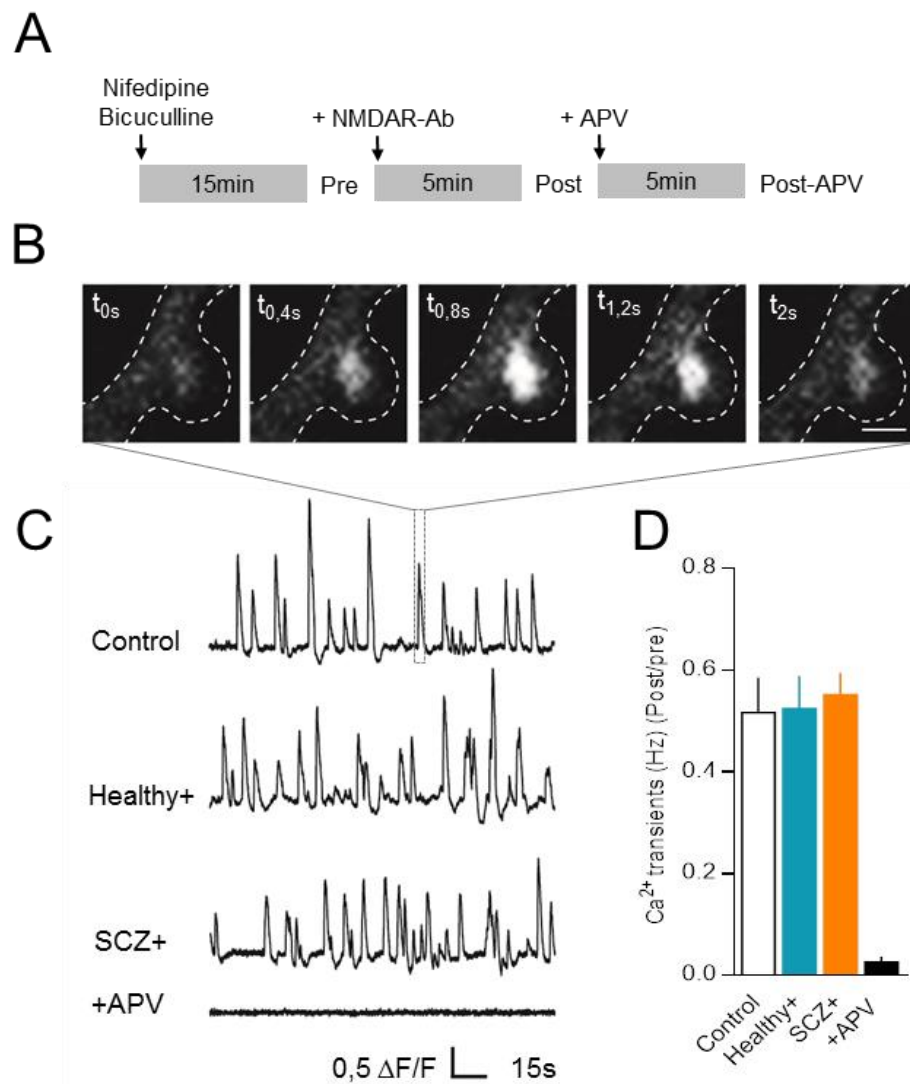 A
Nifedipine
Bicuculline
+ NMDAR-Ab
+ APV
15min
Pre
5min
Post
5min
Post-APV
B
t0s
t0,4s
t0,8s
t1,2s
t2s
C
Control
Healthy+
SCZ+
+APV
0,5 ΔF/F
15s
D
Ca2+ transients (Hz) (Post/pre)
0.8
0.6
0.4
0.2
0.0
Control
Healthy+
SCZ+
+APV